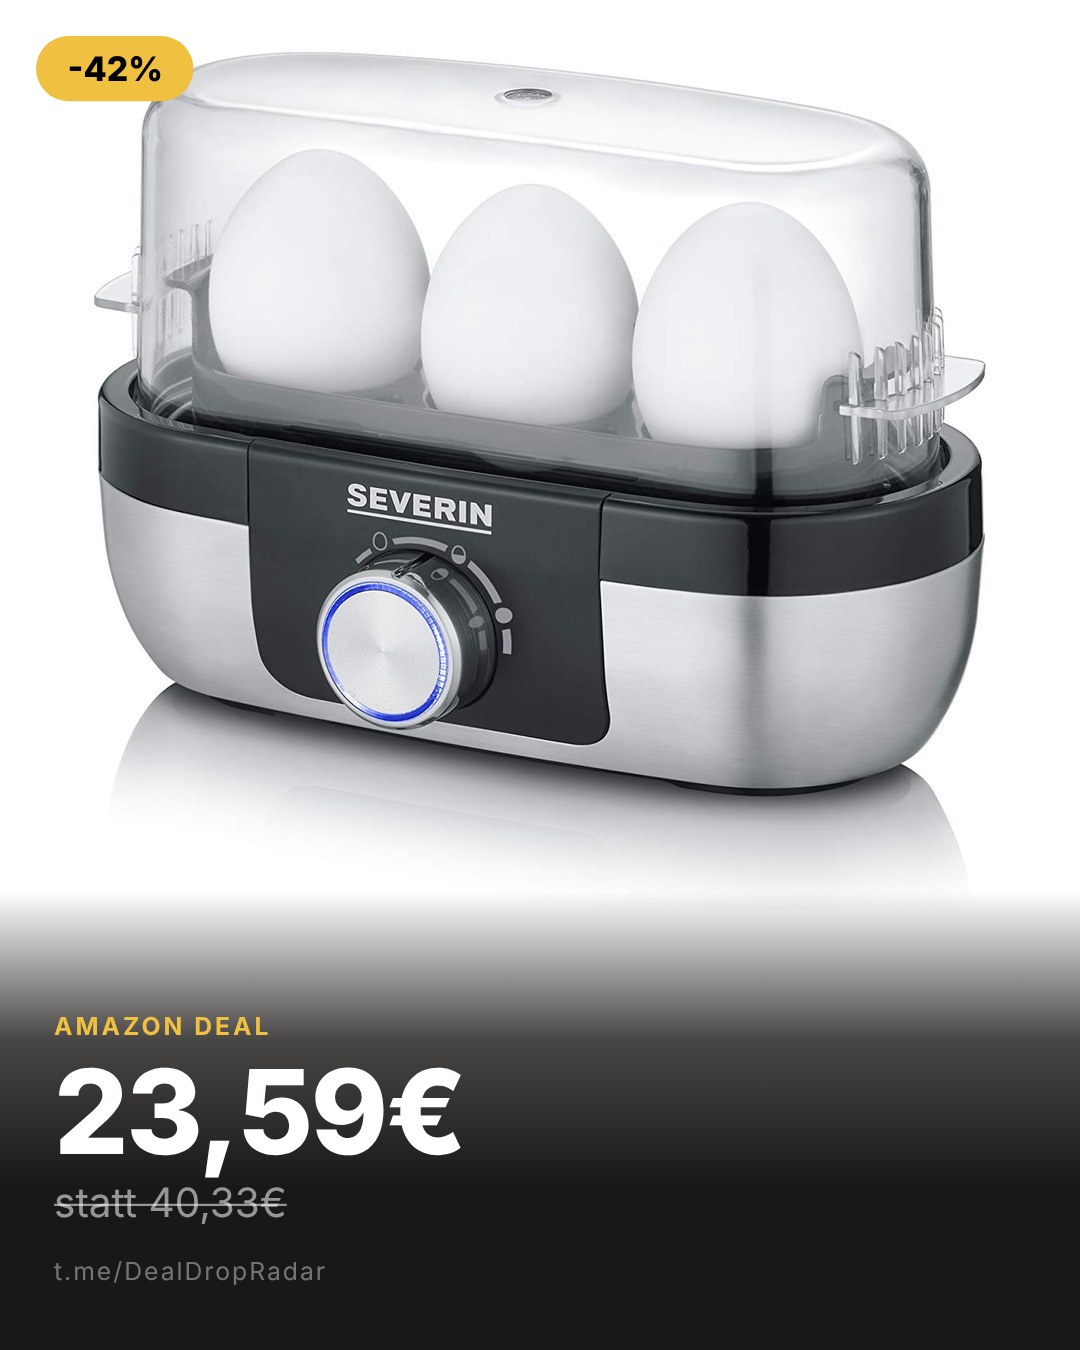 -42%
SEVERIN
AMAZON DEAL
23,59€
statt 40,33€
t.me/DealDropRadar